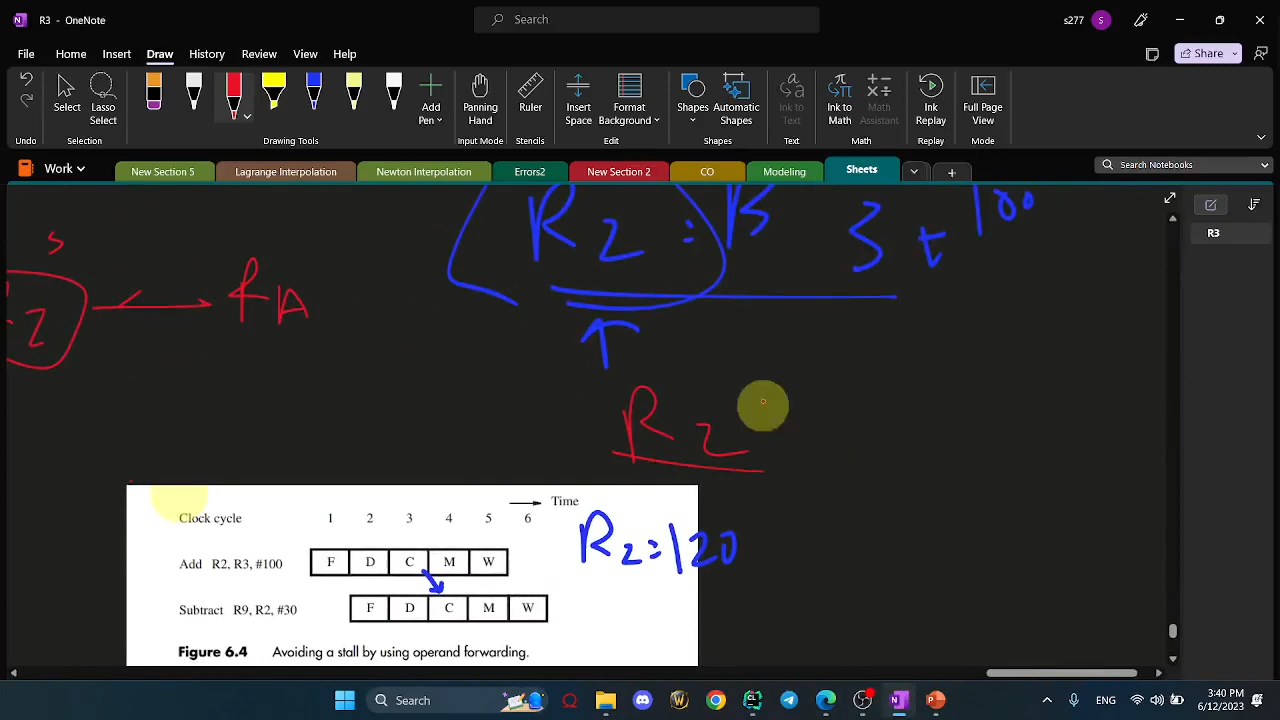 R3 - OneNote
Search
s277
S
File Home Insert Draw History Review View Help
Share
Undo
Select
Lasso Select
Add Pen
Panning Hand
Ruler
Insert Space
Format Background
Shapes
Automatic Shapes
Ink to Text
Ink to Math
Math Assistant
Ink Replay
Full Page View
Drawing Tools
Input Mode
Stencils
Edit
Shapes
Convert
Replay
Mode
Work
New Section 5
Lagrange Interpolation
Newton Interpolation
Errors2
New Section 2
CO
Modeling
Sheets
Search Notebooks
R3
S
2
RA
R2 = R 3 + 100
R2
Time
Clock cycle 1 2 3 4 5 6
R2=120
Add R2, R3, #100 F D C M W
Subtract R9, R2, #30 F D C M W
Figure 6.4 Avoiding a stall by using operand forwarding.
Search
ENG
3:40 PM
6/12/2023